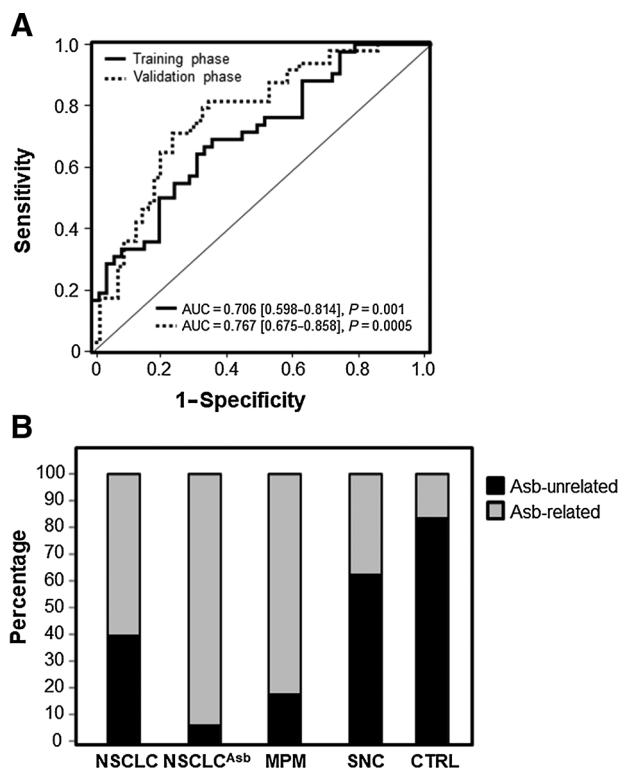 A
Sensitivity
1.0
0.8
0.6
0.4
0.2
0
Training phase
Validation phase
AUC = 0.706 [0.598–0.814], P = 0.001
AUC = 0.767 [0.675–0.858], P = 0.0005
0 0.2 0.4 0.6 0.8 1.0
1–Specificity
B
Percentage
100
90
80
70
60
50
40
30
20
10
0
Asb-unrelated
Asb-related
NSCLC NSCLCᴬˢᵇ MPM SNC CTRL